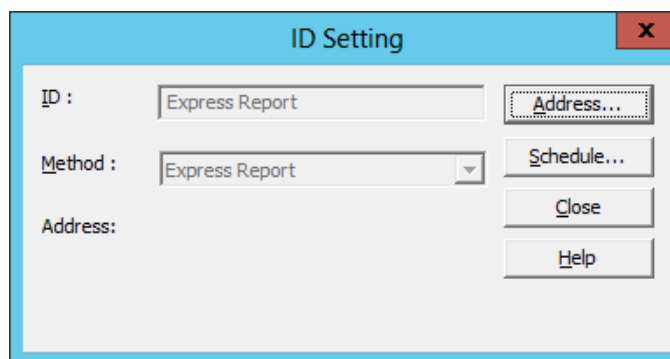 ID Setting
x
ID : Express Report Address...
Method : Express Report Schedule...
Address: Close
Help